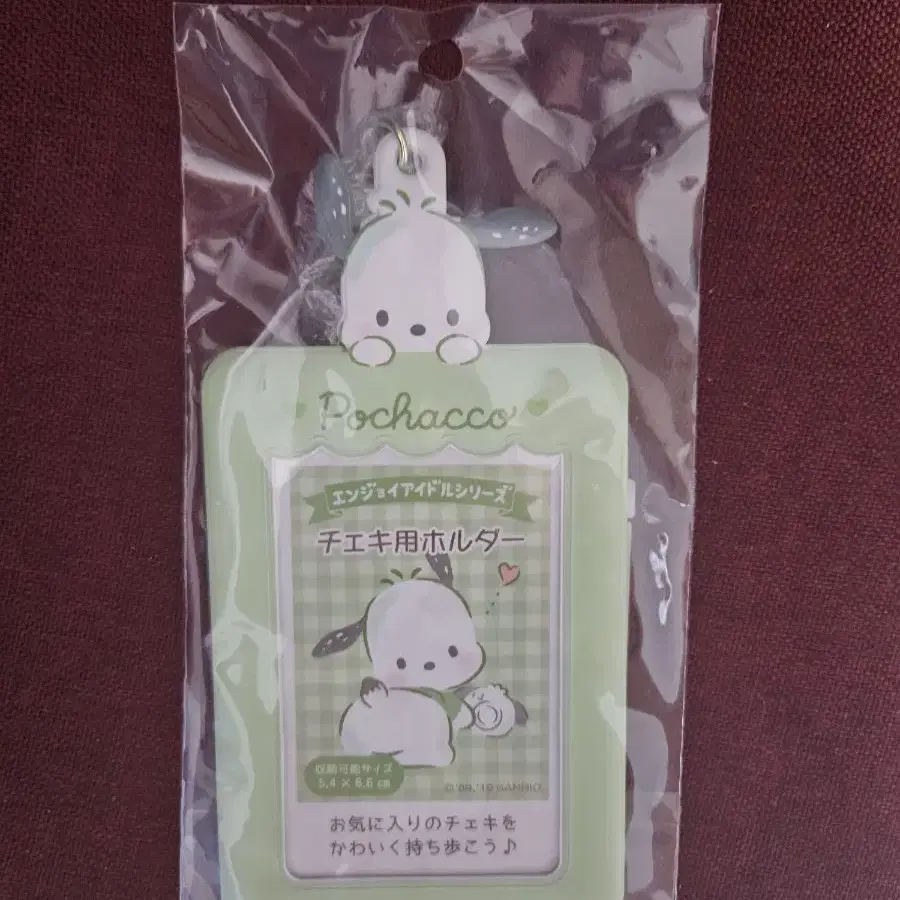 Pochacco
エンジョイアイドルシリーズ
チェキ用ホルダー
収納可能サイズ
5.4 × 8.6 cm
© '89,'19 SANRIO
お気に入りのチェキを
かわいく持ち歩こう♪